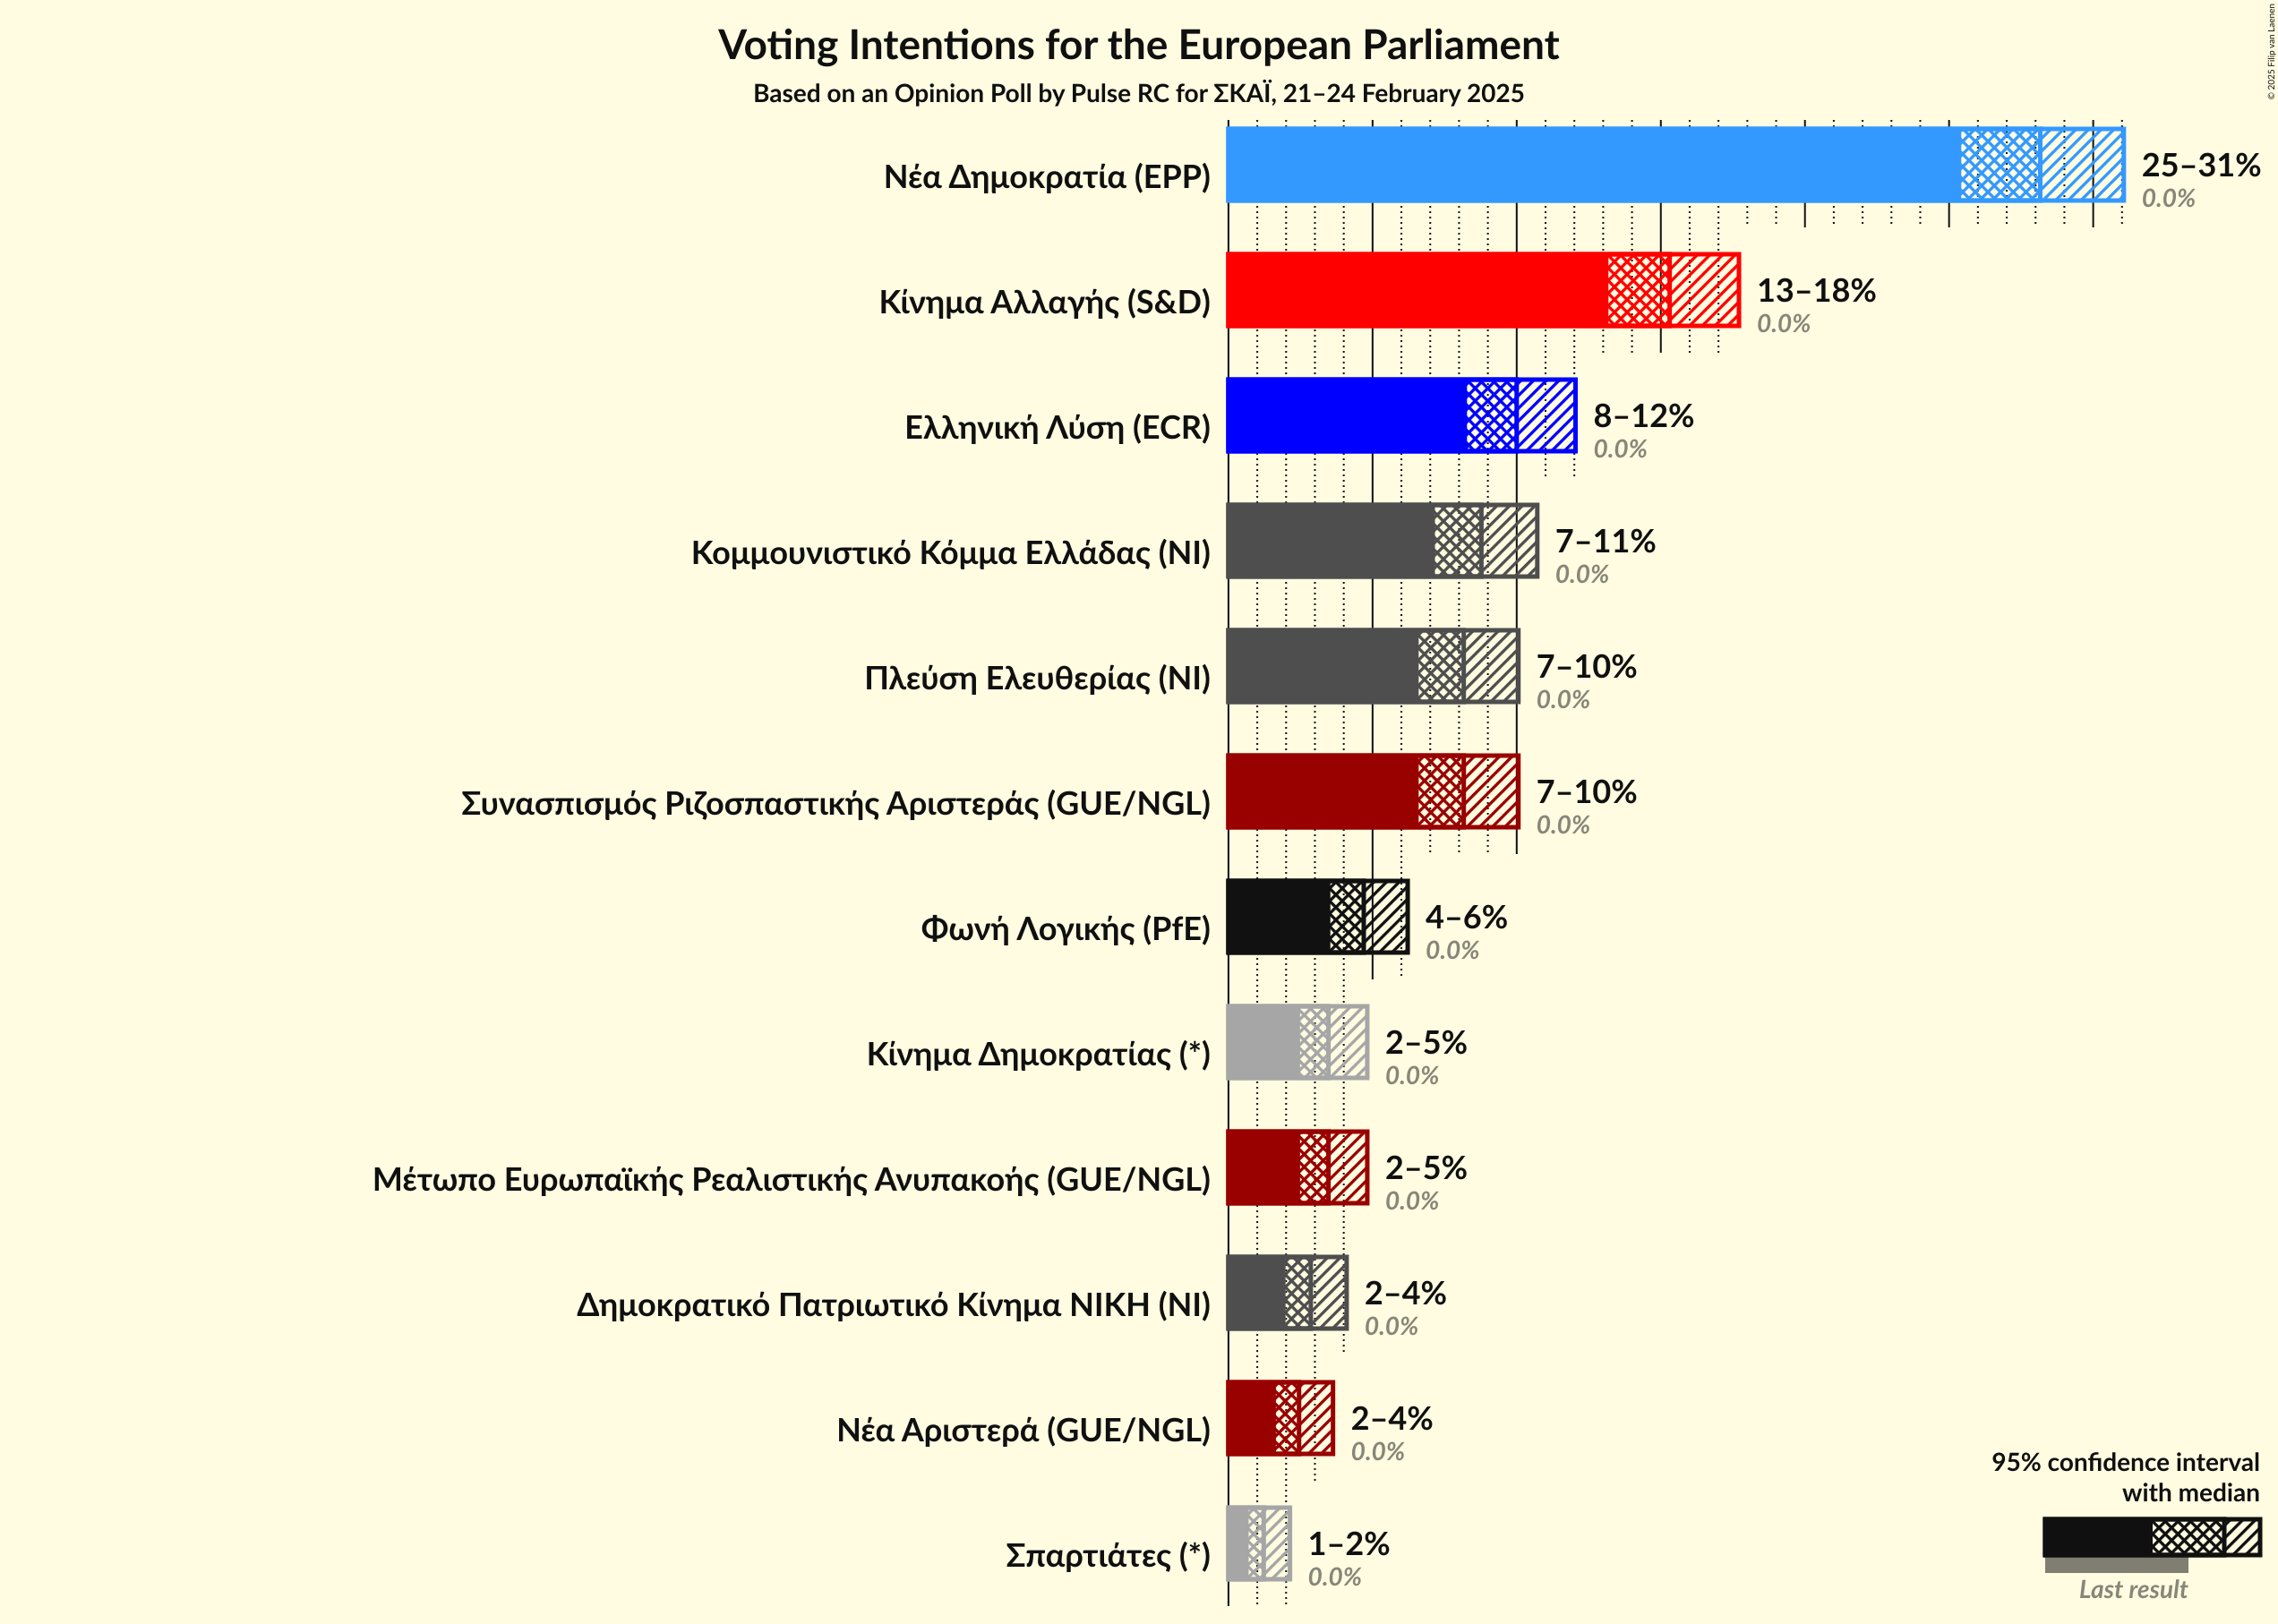 Voting Intentions for the European Parliament
Based on an Opinion Poll by Pulse RC for ΣΚΑΪ, 21–24 February 2025
© 2025 Filip van Laenen
Νέα Δημοκρατία (EPP)
25–31%
0.0%
Κίνημα Αλλαγής (S&D)
13–18%
0.0%
Ελληνική Λύση (ECR)
8–12%
0.0%
Κομμουνιστικό Κόμμα Ελλάδας (NI)
7–11%
0.0%
Πλεύση Ελευθερίας (NI)
7–10%
0.0%
Συνασπισμός Ριζοσπαστικής Αριστεράς (GUE/NGL)
7–10%
0.0%
Φωνή Λογικής (PfE)
4–6%
0.0%
Κίνημα Δημοκρατίας (*)
2–5%
0.0%
Μέτωπο Ευρωπαϊκής Ρεαλιστικής Ανυπακοής (GUE/NGL)
2–5%
0.0%
Δημοκρατικό Πατριωτικό Κίνημα ΝΙΚΗ (NI)
2–4%
0.0%
Νέα Αριστερά (GUE/NGL)
2–4%
0.0%
Σπαρτιάτες (*)
1–2%
0.0%
95% confidence interval
with median
Last result